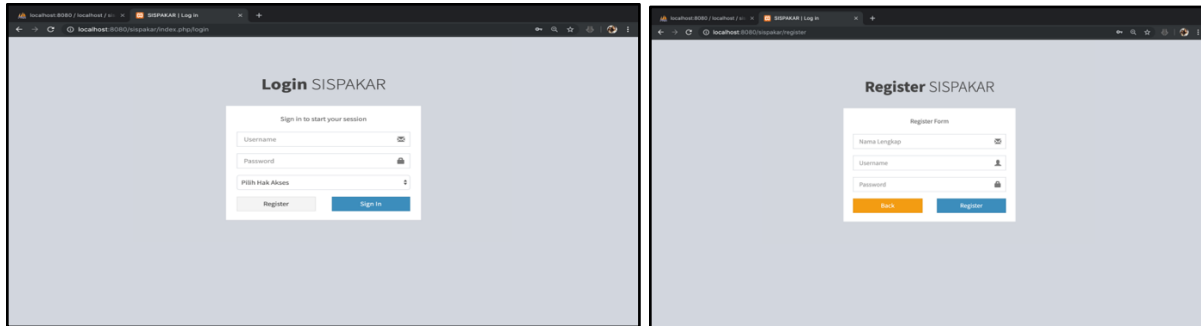 localhost:8080 / localhost / sis
SISPAKAR | Log in
localhost:8080/sispakar/index.php/login
Login SISPAKAR
Sign in to start your session
Username
Password
Pilih Hak Akses
Register
Sign In
localhost:8080 / localhost / sis
SISPAKAR | Log in
localhost:8080/sispakar/register
Register SISPAKAR
Register Form
Nama Lengkap
Username
Password
Back
Register